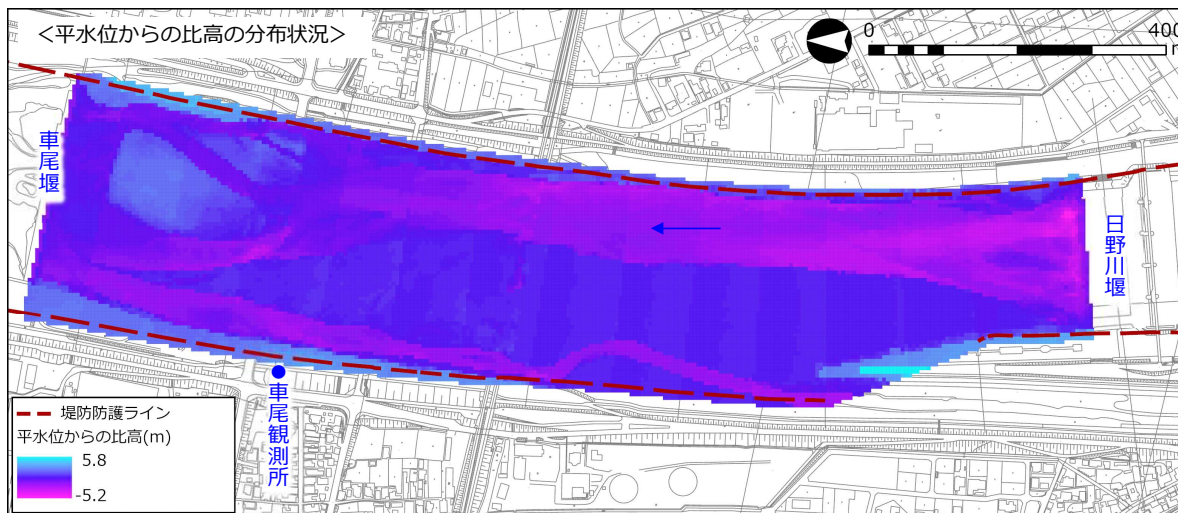 <平水位からの比高の分布状況>
0
400
m
車尾堰
日野川堰
車尾観測所
堤防防護ライン
平水位からの比高(m)
5.8
-5.2